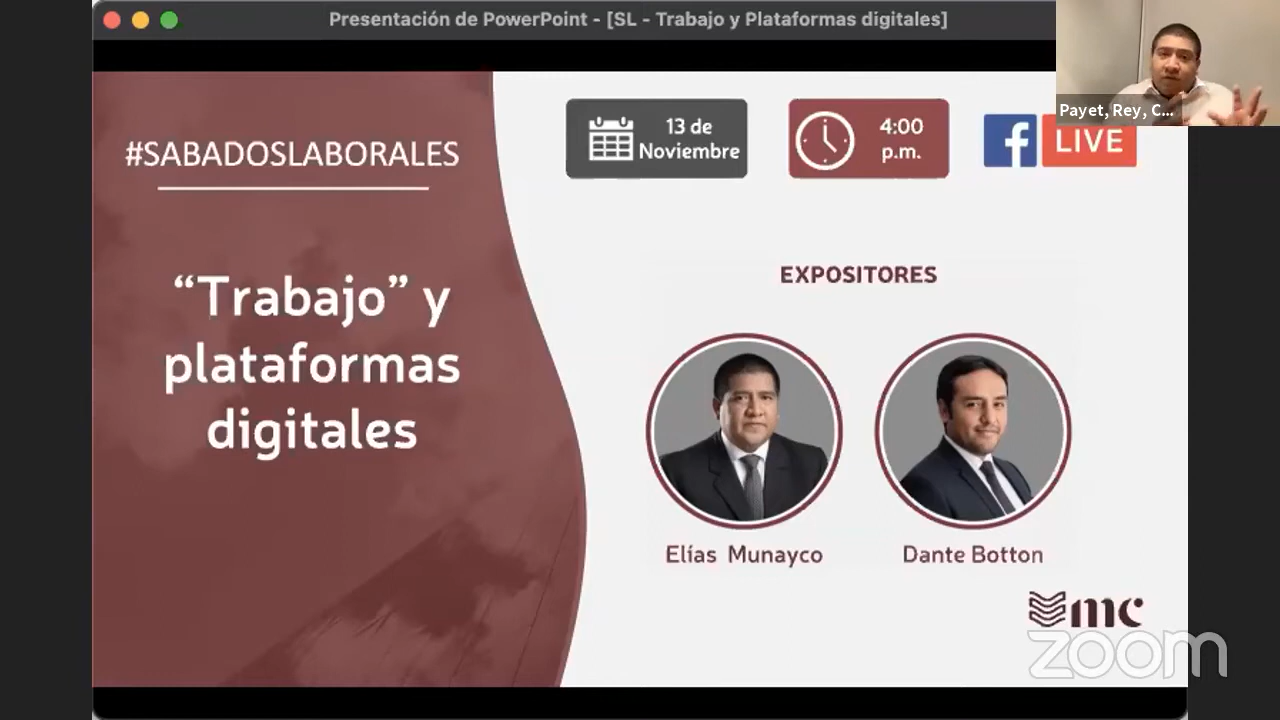 Presentación de PowerPoint - [SL - Trabajo y Plataformas digitales]
Payet, Rey, C...
#SABADOSLABORALES
13 de
Noviembre
4:00
p.m.
f LIVE
“Trabajo” y
plataformas
digitales
EXPOSITORES
Elías Munayco
Dante Botton
mc
zoom